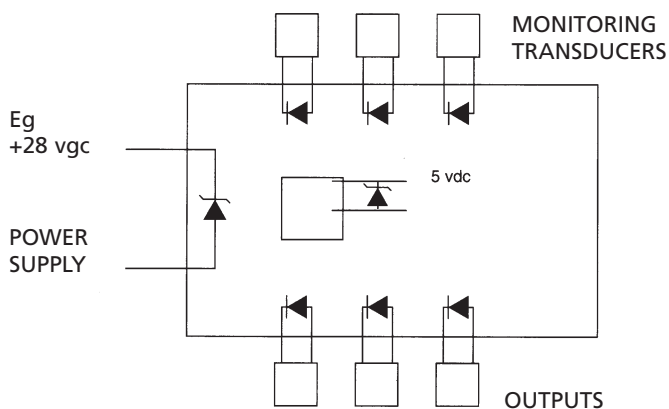 MONITORING
TRANSDUCERS
Eg
+28 vgc
5 vdc
POWER
SUPPLY
OUTPUTS